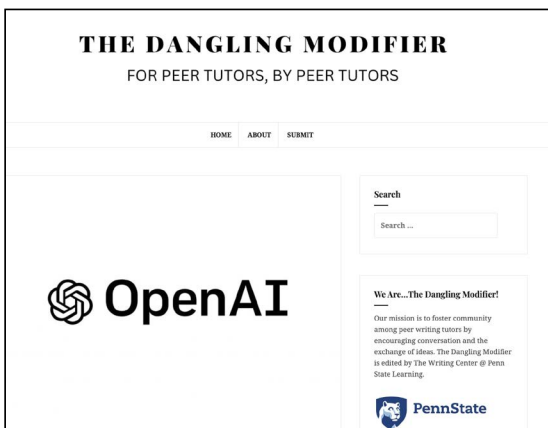 THE DANGLING MODIFIER
FOR PEER TUTORS, BY PEER TUTORS
HOME ABOUT SUBMIT
OpenAI
Search
Search ...
We Are...The Dangling Modifier!
Our mission is to foster community
among peer writing tutors by
encouraging conversation and the
exchange of ideas. The Dangling Modifier
is edited by The Writing Center @ Penn
State Learning.
PennState